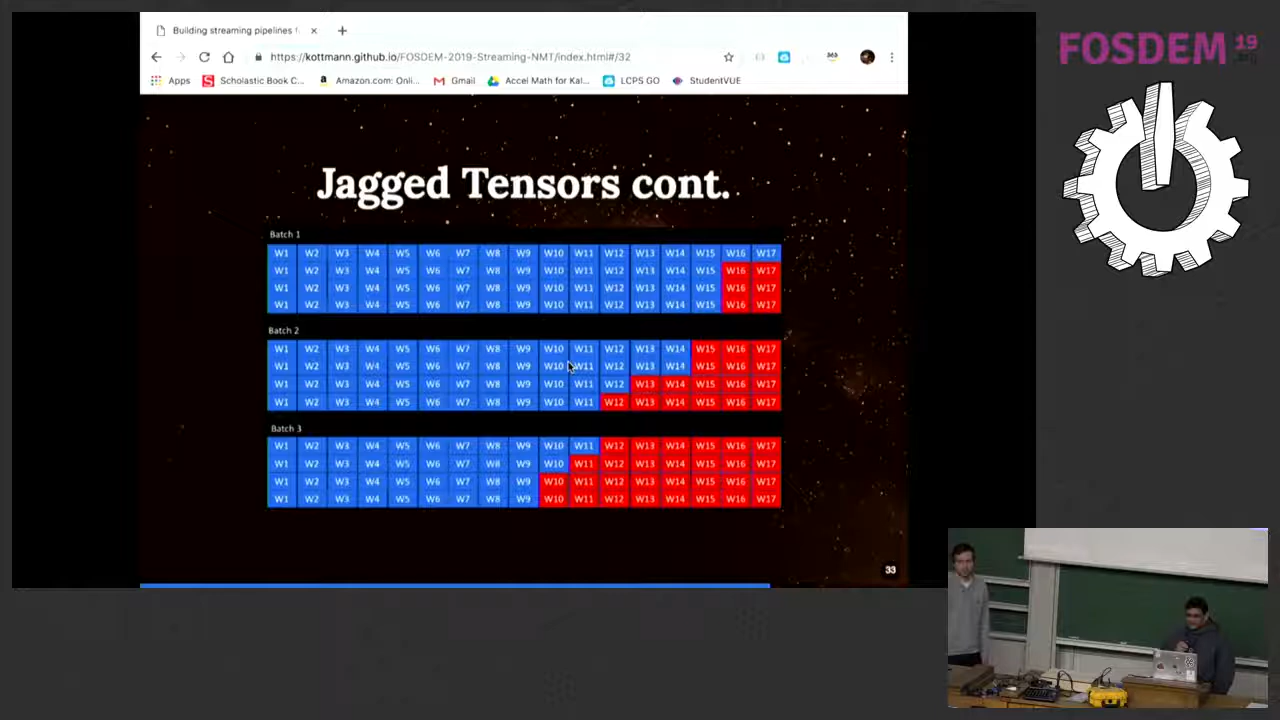 Building streaming pipelines f
https://kottmann.github.io/FOSDEM-2019-Streaming-NMT/index.html#/32
Apps Scholastic Book C... Amazon.com: Onli... Gmail Accel Math for Kal... LCPS GO StudentVUE
FOSDEM 19
.org
Jagged Tensors cont.
Batch 1
W1 W2 W3 W4 W5 W6 W7 W8 W9 W10 W11 W12 W13 W14 W15 W16 W17
W1 W2 W3 W4 W5 W6 W7 W8 W9 W10 W11 W12 W13 W14 W15 W16 W17
W1 W2 W3 W4 W5 W6 W7 W8 W9 W10 W11 W12 W13 W14 W15 W16 W17
W1 W2 W3 W4 W5 W6 W7 W8 W9 W10 W11 W12 W13 W14 W15 W16 W17
Batch 2
W1 W2 W3 W4 W5 W6 W7 W8 W9 W10 W11 W12 W13 W14 W15 W16 W17
W1 W2 W3 W4 W5 W6 W7 W8 W9 W10 W11 W12 W13 W14 W15 W16 W17
W1 W2 W3 W4 W5 W6 W7 W8 W9 W10 W11 W12 W13 W14 W15 W16 W17
W1 W2 W3 W4 W5 W6 W7 W8 W9 W10 W11 W12 W13 W14 W15 W16 W17
Batch 3
W1 W2 W3 W4 W5 W6 W7 W8 W9 W10 W11 W12 W13 W14 W15 W16 W17
W1 W2 W3 W4 W5 W6 W7 W8 W9 W10 W11 W12 W13 W14 W15 W16 W17
W1 W2 W3 W4 W5 W6 W7 W8 W9 W10 W11 W12 W13 W14 W15 W16 W17
W1 W2 W3 W4 W5 W6 W7 W8 W9 W10 W11 W12 W13 W14 W15 W16 W17
33